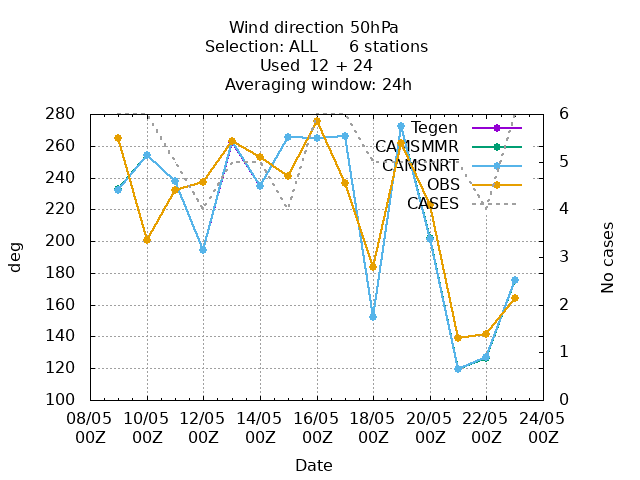 Wind direction 50hPa
Selection: ALL 6 stations
Used 12 + 24
Averaging window: 24h
280
260
240
220
200
180
160
140
120
100
6
5
4
3
2
1
0
Tegen
CAMSMMR
CAMSNRT
OBS
CASES
deg
No cases
08/05 10/05 12/05 14/05 16/05 18/05 20/05 22/05 24/05
00Z 00Z 00Z 00Z 00Z 00Z 00Z 00Z 00Z
Date